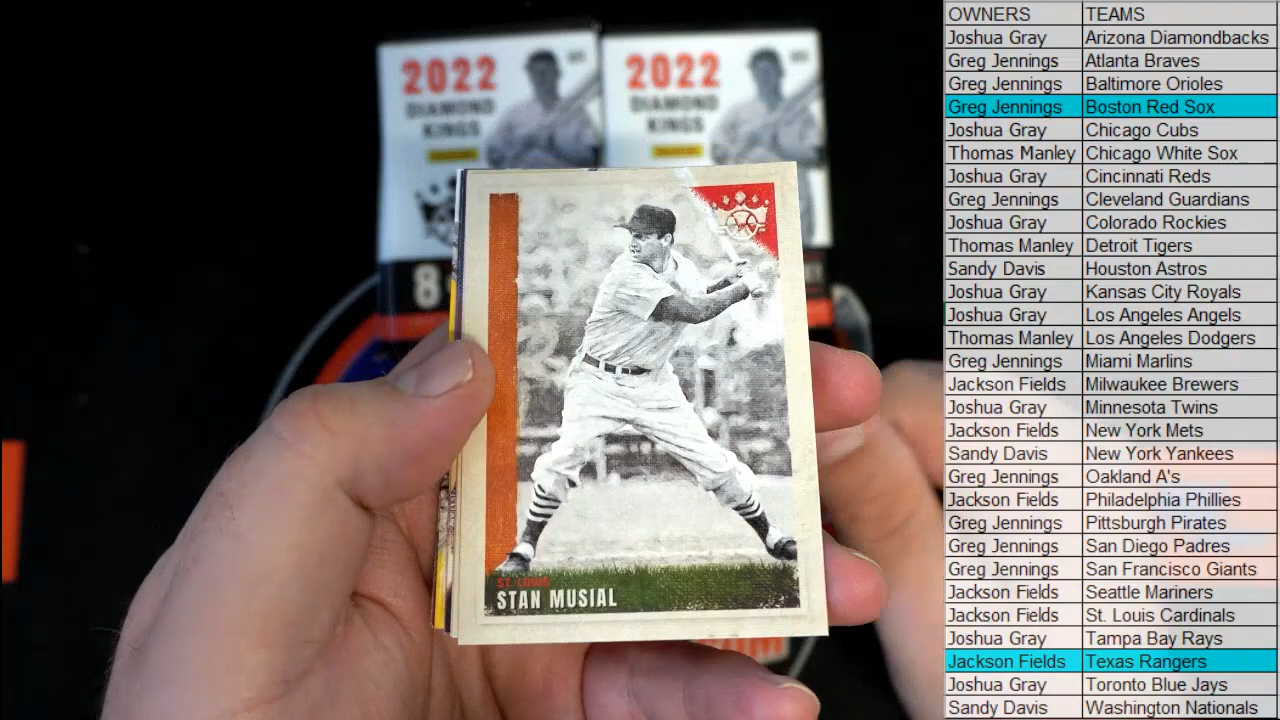 2022
DIAMOND
KINGS
2022
DIAMOND
KINGS
8
ST. LOUIS
STAN MUSIAL
OWNERS TEAMS
Joshua Gray Arizona Diamondbacks
Greg Jennings Atlanta Braves
Greg Jennings Baltimore Orioles
Greg Jennings Boston Red Sox
Joshua Gray Chicago Cubs
Thomas Manley Chicago White Sox
Joshua Gray Cincinnati Reds
Greg Jennings Cleveland Guardians
Joshua Gray Colorado Rockies
Thomas Manley Detroit Tigers
Sandy Davis Houston Astros
Joshua Gray Kansas City Royals
Joshua Gray Los Angeles Angels
Thomas Manley Los Angeles Dodgers
Greg Jennings Miami Marlins
Jackson Fields Milwaukee Brewers
Joshua Gray Minnesota Twins
Jackson Fields New York Mets
Sandy Davis New York Yankees
Greg Jennings Oakland A's
Jackson Fields Philadelphia Phillies
Greg Jennings Pittsburgh Pirates
Greg Jennings San Diego Padres
Greg Jennings San Francisco Giants
Jackson Fields Seattle Mariners
Jackson Fields St. Louis Cardinals
Joshua Gray Tampa Bay Rays
Jackson Fields Texas Rangers
Joshua Gray Toronto Blue Jays
Sandy Davis Washington Nationals